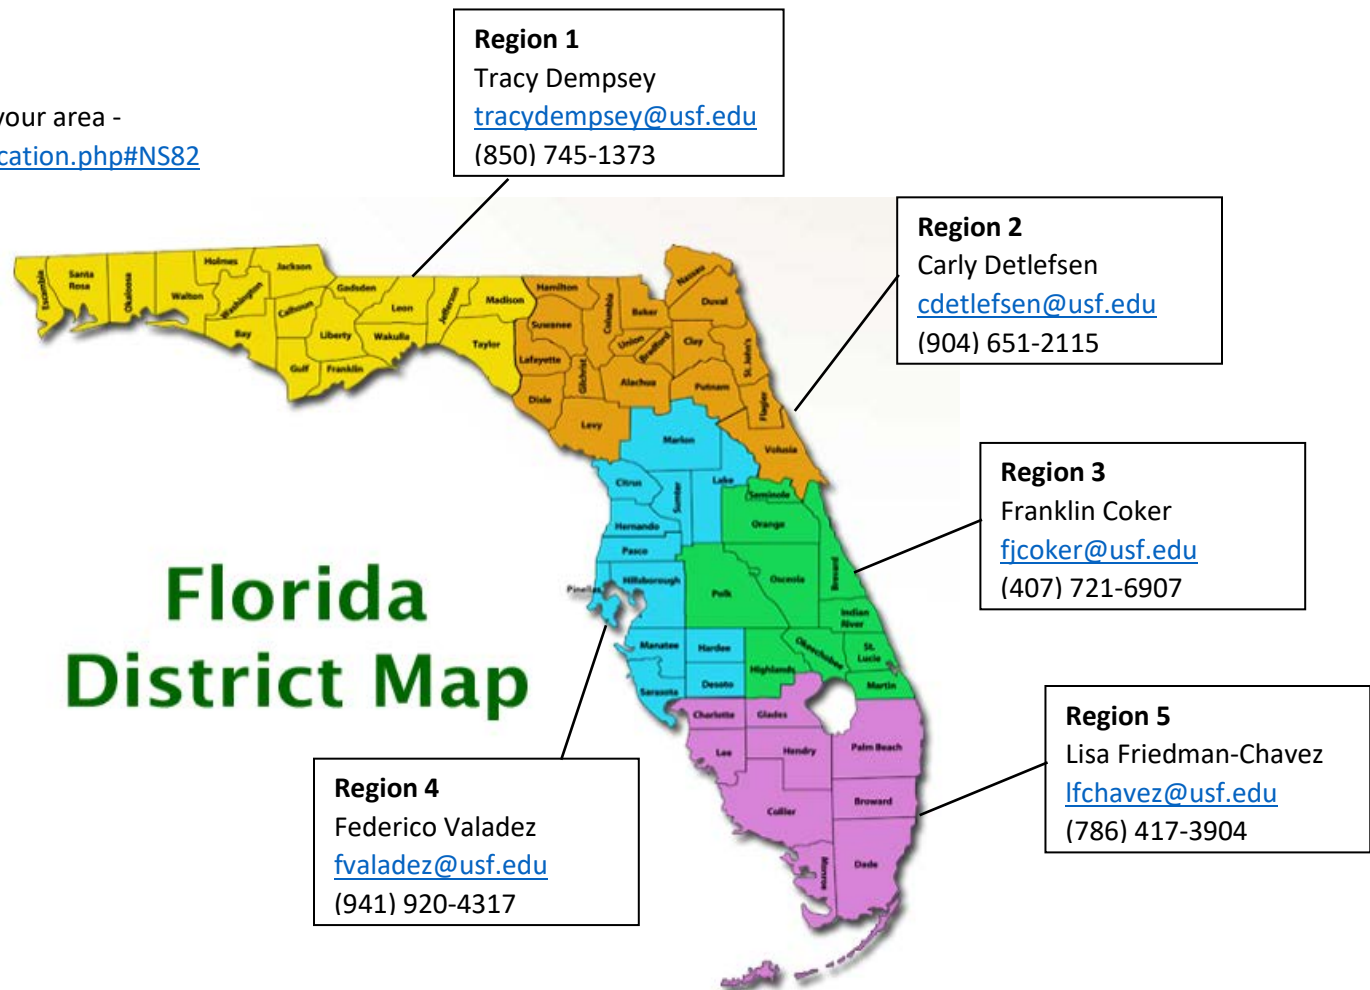 Region 1
Tracy Dempsey
tracydempsey@usf.edu
(850) 745-1373
your area -
cation.php#NS82
Region 2
Carly Detlefsen
cdetlefsen@usf.edu
(904) 651-2115
Region 3
Franklin Coker
fjcoker@usf.edu
(407) 721-6907
Region 4
Federico Valadez
fvaladez@usf.edu
(941) 920-4317
Region 5
Lisa Friedman-Chavez
lfchavez@usf.edu
(786) 417-3904
Florida
District Map
Escambia
Santa
Rosa
Okaloosa
Walton
Holmes
Washington
Jackson
Bay
Calhoun
Gulf
Gadsden
Liberty
Franklin
Leon
Wakulla
Jefferson
Madison
Taylor
Hamilton
Suwanee
Lafayette
Dixie
Columbia
Gilchrist
Levy
Baker
Union
Bradford
Alachua
Nassau
Duval
Clay
St. John's
Putnam
Flagler
Volusia
Marion
Citrus
Sumter
Lake
Hernando
Pasco
Pinellas
Hillsborough
Manatee
Hardee
Sarasota
Desoto
Seminole
Orange
Osceola
Brevard
Polk
Indian
River
Okeechobee
St.
Lucie
Highlands
Martin
Charlotte
Glades
Lee
Hendry
Palm Beach
Collier
Broward
Monroe
Dade